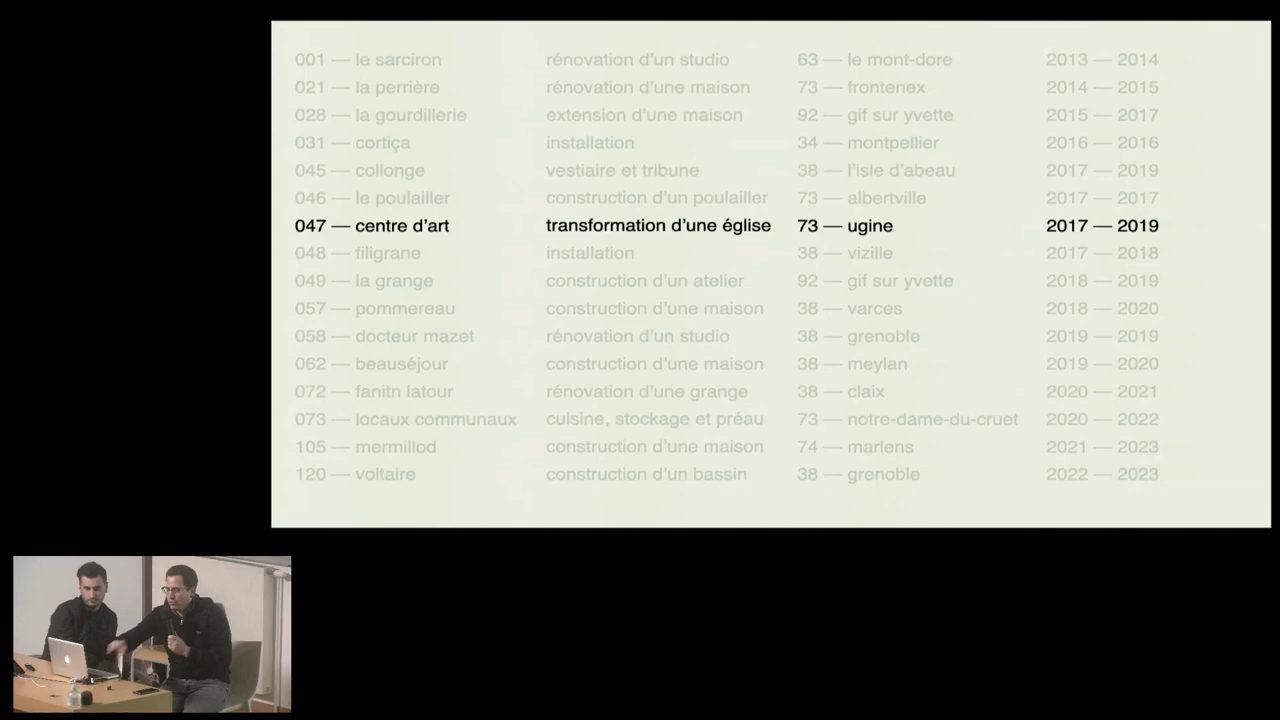 001 — le sarciron rénovation d'un studio 63 — le mont-dore 2013 — 2014
021 — la perrière rénovation d'une maison 73 — frontenex 2014 — 2015
028 — la gourdillerie extension d'une maison 92 — gif sur yvette 2015 — 2017
031 — cortiça installation 34 — montpellier 2016 — 2016
045 — collonge vestiaire et tribune 38 — l'isle d'abeau 2017 — 2019
046 — le poulailler construction d'un poulailler 73 — albertville 2017 — 2017
047 — centre d'art transformation d'une église 73 — ugine 2017 — 2019
048 — filigrane installation 38 — vizille 2017 — 2018
049 — la grange construction d'un atelier 92 — gif sur yvette 2018 — 2019
057 — pommereau construction d'une maison 38 — varces 2018 — 2020
058 — docteur mazet rénovation d'un studio 38 — grenoble 2019 — 2019
062 — beauséjour construction d'une maison 38 — meylan 2019 — 2020
072 — fanitn latour rénovation d'une grange 38 — claix 2020 — 2021
073 — locaux communaux cuisine, stockage et préau 73 — notre-dame-du-cruet 2020 — 2022
105 — mermillod construction d'une maison 74 — marlens 2021 — 2023
120 — voltaire construction d'un bassin 38 — grenoble 2022 — 2023